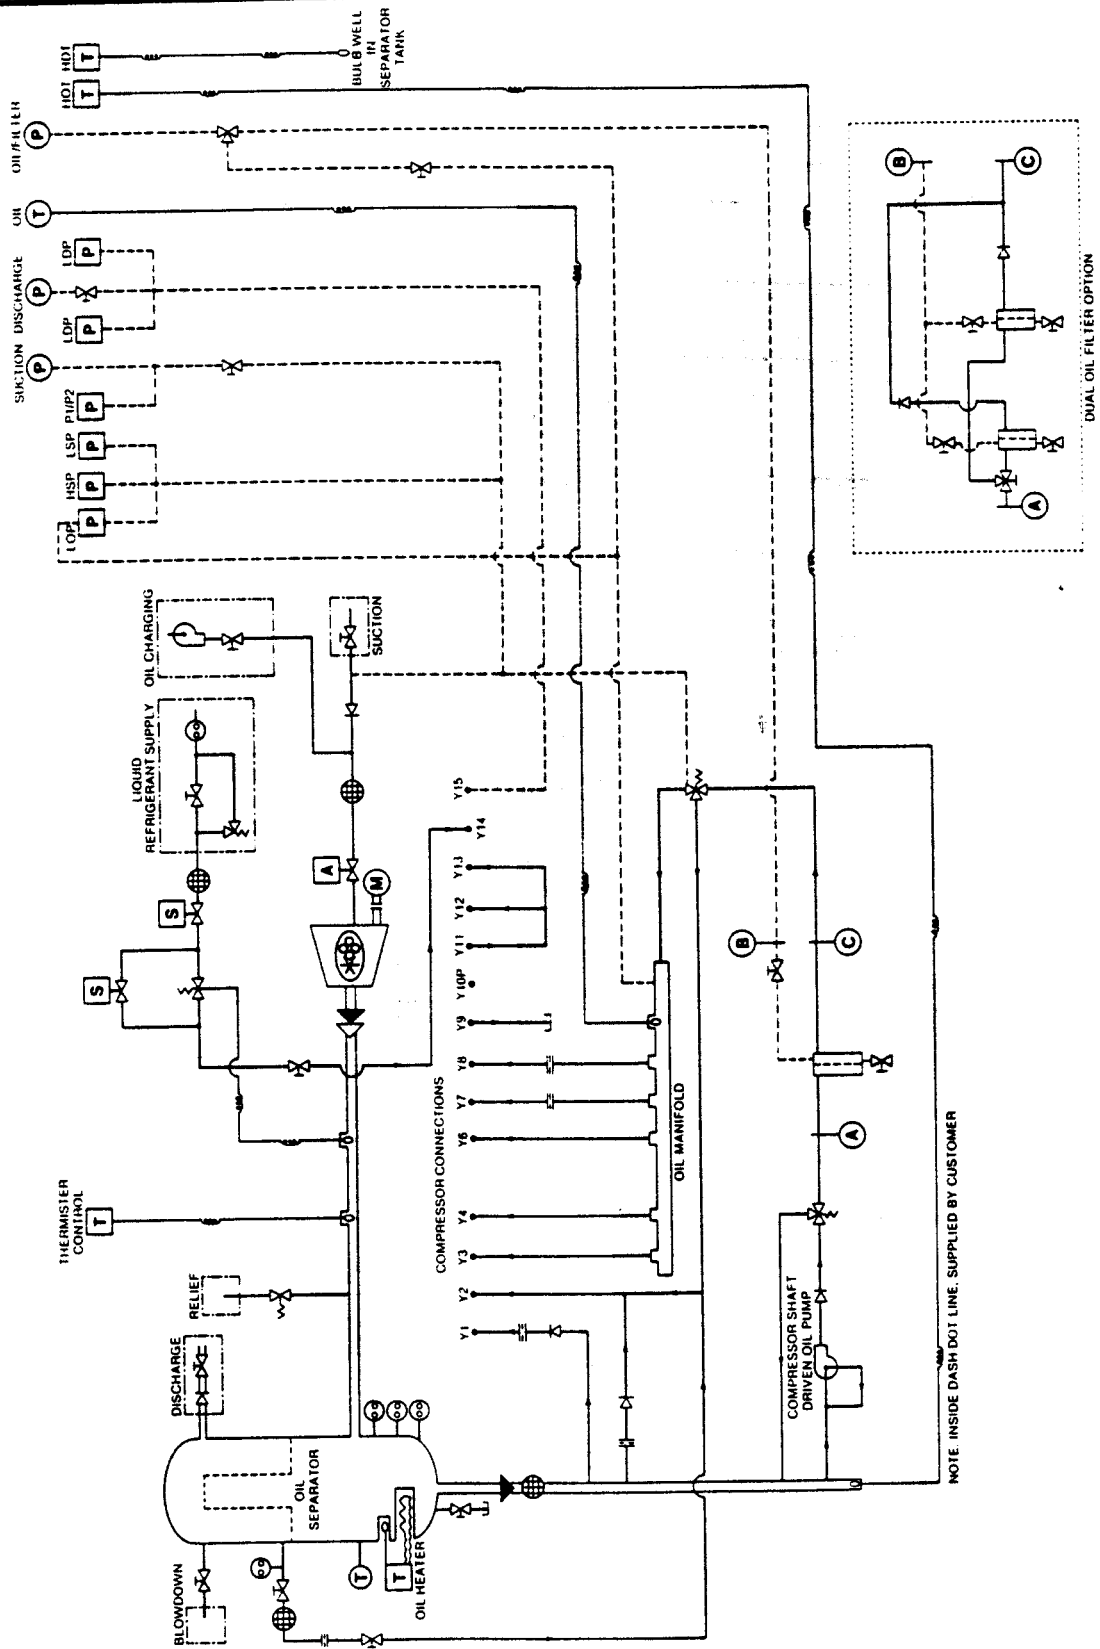 HDT
T
BULB WELL
IN
SEPARATOR
TANK
HOT
T
OIL/FILTER
P
OIL
T
LDP
P
DISCHARGE
P
LDP
P
SUCTION
P
P1/P2
P
LSP
P
HSP
P
LOP
P
OIL CHARGING
SUCTION
LIQUID
REFRIGERANT SUPPLY
S
S
A
M
THERMISTER
CONTROL
T
RELIEF
DISCHARGE
OIL
SEPARATOR
BLOWDOWN
T
T
OIL HEATER
COMPRESSOR CONNECTIONS
Y1
Y2
Y3
Y4
Y6
Y7
Y8
Y9
Y10P
Y11
Y12
Y13
Y14
Y15
OIL MANIFOLD
COMPRESSOR SHAFT
DRIVEN OIL PUMP
A
B
C
NOTE. INSIDE DASH DOT LINE. SUPPLIED BY CUSTOMER
A
B
C
DUAL OIL FILTER OPTION